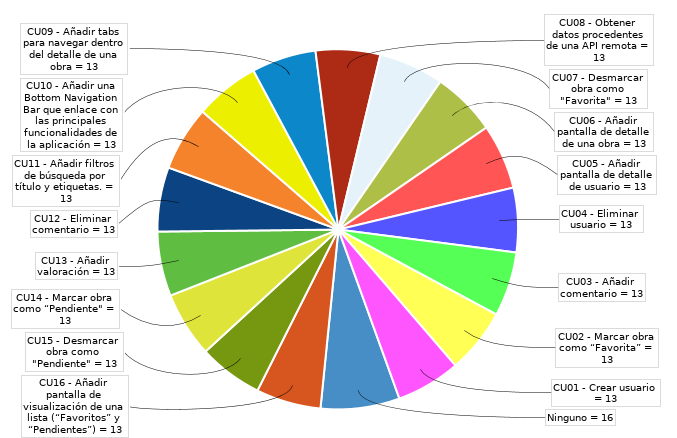 CU09 - Añadir tabs
para navegar dentro
del detalle de una
obra = 13
CU10 - Añadir una
Bottom Navigation
Bar que enlace con
las principales
funcionalidades de
la aplicación = 13
CU11 - Añadir filtros
de búsqueda por
título y etiquetas. =
13
CU12 - Eliminar
comentario = 13
CU13 - Añadir
valoración = 13
CU14 - Marcar obra
como “Pendiente" =
13
CU15 - Desmarcar
obra como
"Pendiente" = 13
CU16 - Añadir
pantalla de
visualización de una
lista (“Favoritos” y
“Pendientes”) = 13
CU08 - Obtener
datos procedentes
de una API remota =
13
CU07 - Desmarcar
obra como
"Favorita" = 13
CU06 - Añadir
pantalla de detalle
de una obra = 13
CU05 - Añadir
pantalla de detalle
de usuario = 13
CU04 - Eliminar
usuario = 13
CU03 - Añadir
comentario = 13
CU02 - Marcar obra
como “Favorita” =
13
CU01 - Crear usuario
= 13
Ninguno = 16